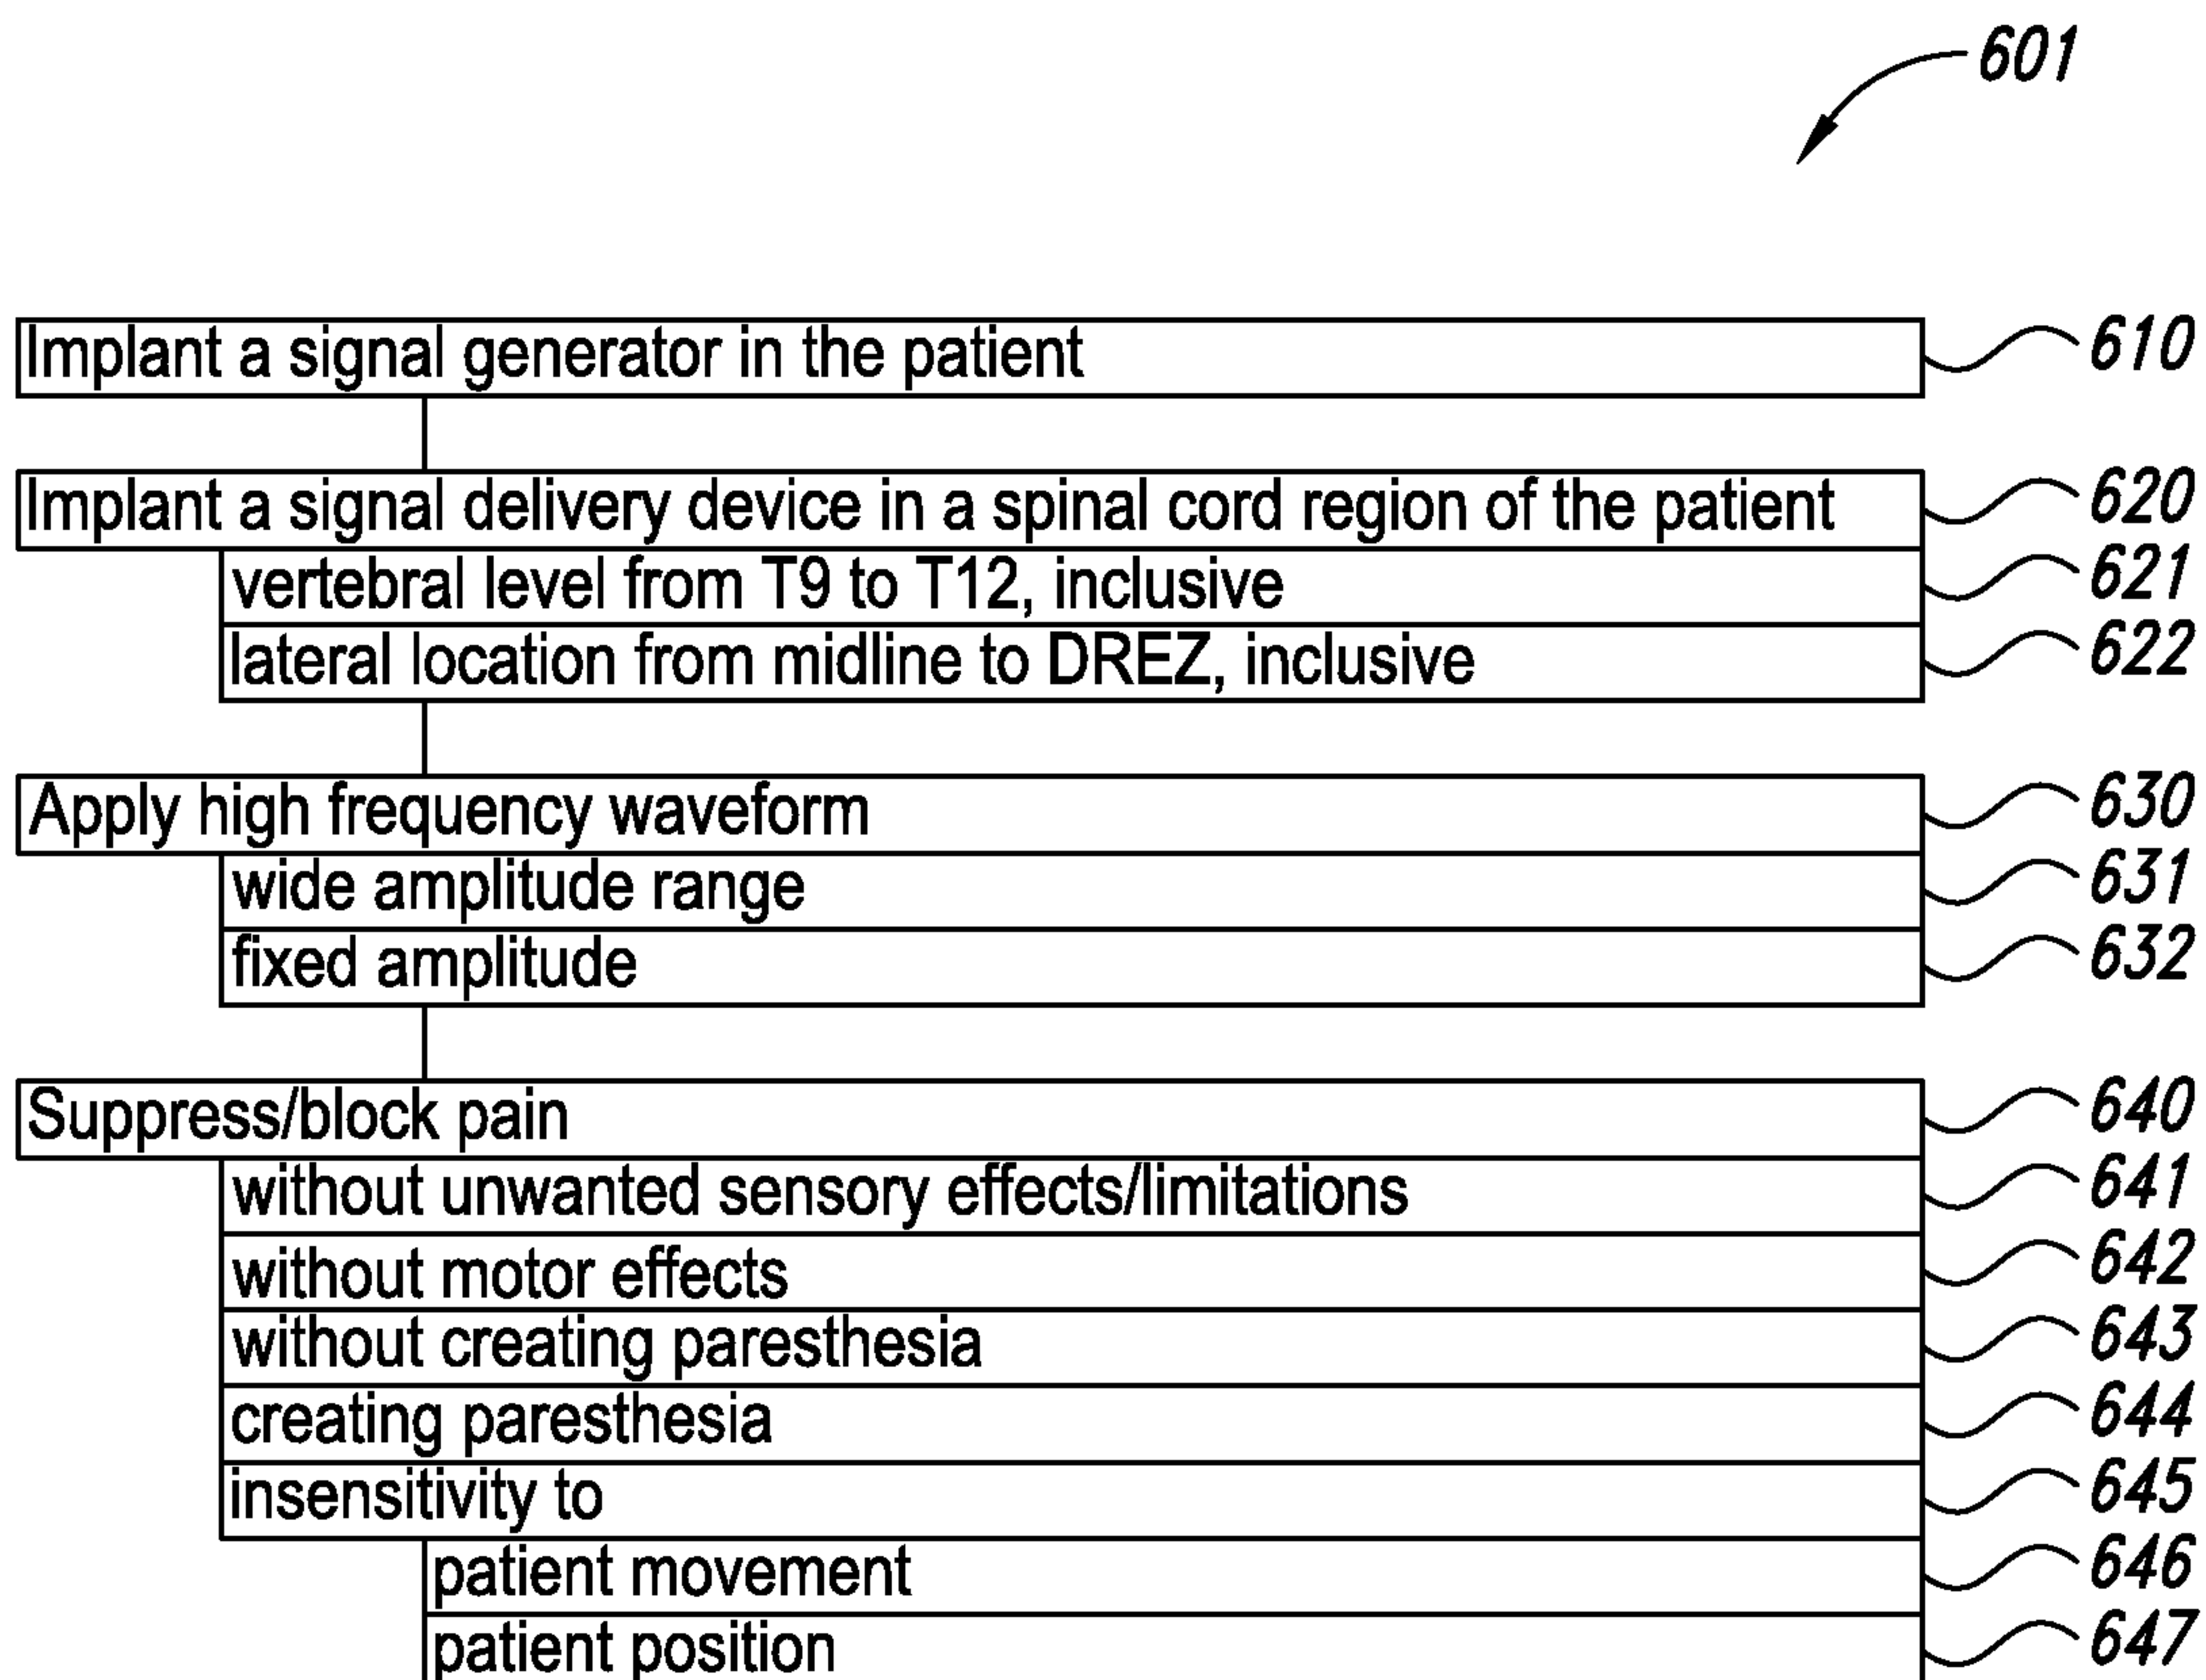 601
Implant a signal generator in the patient 610
Implant a signal delivery device in a spinal cord region of the patient 620
vertebral level from T9 to T12, inclusive 621
lateral location from midline to DREZ, inclusive 622
Apply high frequency waveform 630
wide amplitude range 631
fixed amplitude 632
Suppress/block pain 640
without unwanted sensory effects/limitations 641
without motor effects 642
without creating paresthesia 643
creating paresthesia 644
insensitivity to 645
patient movement 646
patient position 647